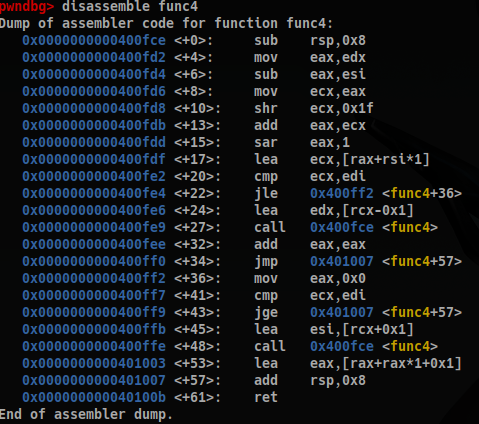 pwndbg> disassemble func4
Dump of assembler code for function func4:
0x0000000000400fce <+0>: sub rsp,0x8
0x0000000000400fd2 <+4>: mov eax,edx
0x0000000000400fd4 <+6>: sub eax,esi
0x0000000000400fd6 <+8>: mov ecx,eax
0x0000000000400fd8 <+10>: shr ecx,0x1f
0x0000000000400fdb <+13>: add eax,ecx
0x0000000000400fdd <+15>: sar eax,1
0x0000000000400fdf <+17>: lea ecx,[rax+rsi*1]
0x0000000000400fe2 <+20>: cmp ecx,edi
0x0000000000400fe4 <+22>: jle 0x400ff2 <func4+36>
0x0000000000400fe6 <+24>: lea edx,[rcx-0x1]
0x0000000000400fe9 <+27>: call 0x400fce <func4>
0x0000000000400fee <+32>: add eax,eax
0x0000000000400ff0 <+34>: jmp 0x401007 <func4+57>
0x0000000000400ff2 <+36>: mov eax,0x0
0x0000000000400ff7 <+41>: cmp ecx,edi
0x0000000000400ff9 <+43>: jge 0x401007 <func4+57>
0x0000000000400ffb <+45>: lea esi,[rcx+0x1]
0x0000000000400ffe <+48>: call 0x400fce <func4>
0x0000000000401003 <+53>: lea eax,[rax+rax*1+0x1]
0x0000000000401007 <+57>: add rsp,0x8
0x000000000040100b <+61>: ret
End of assembler dump.